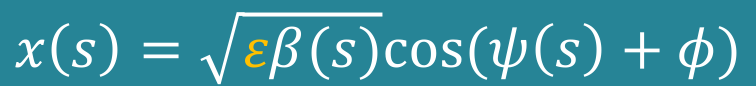 x(s) = √εβ(s)cos(ψ(s) + ϕ)